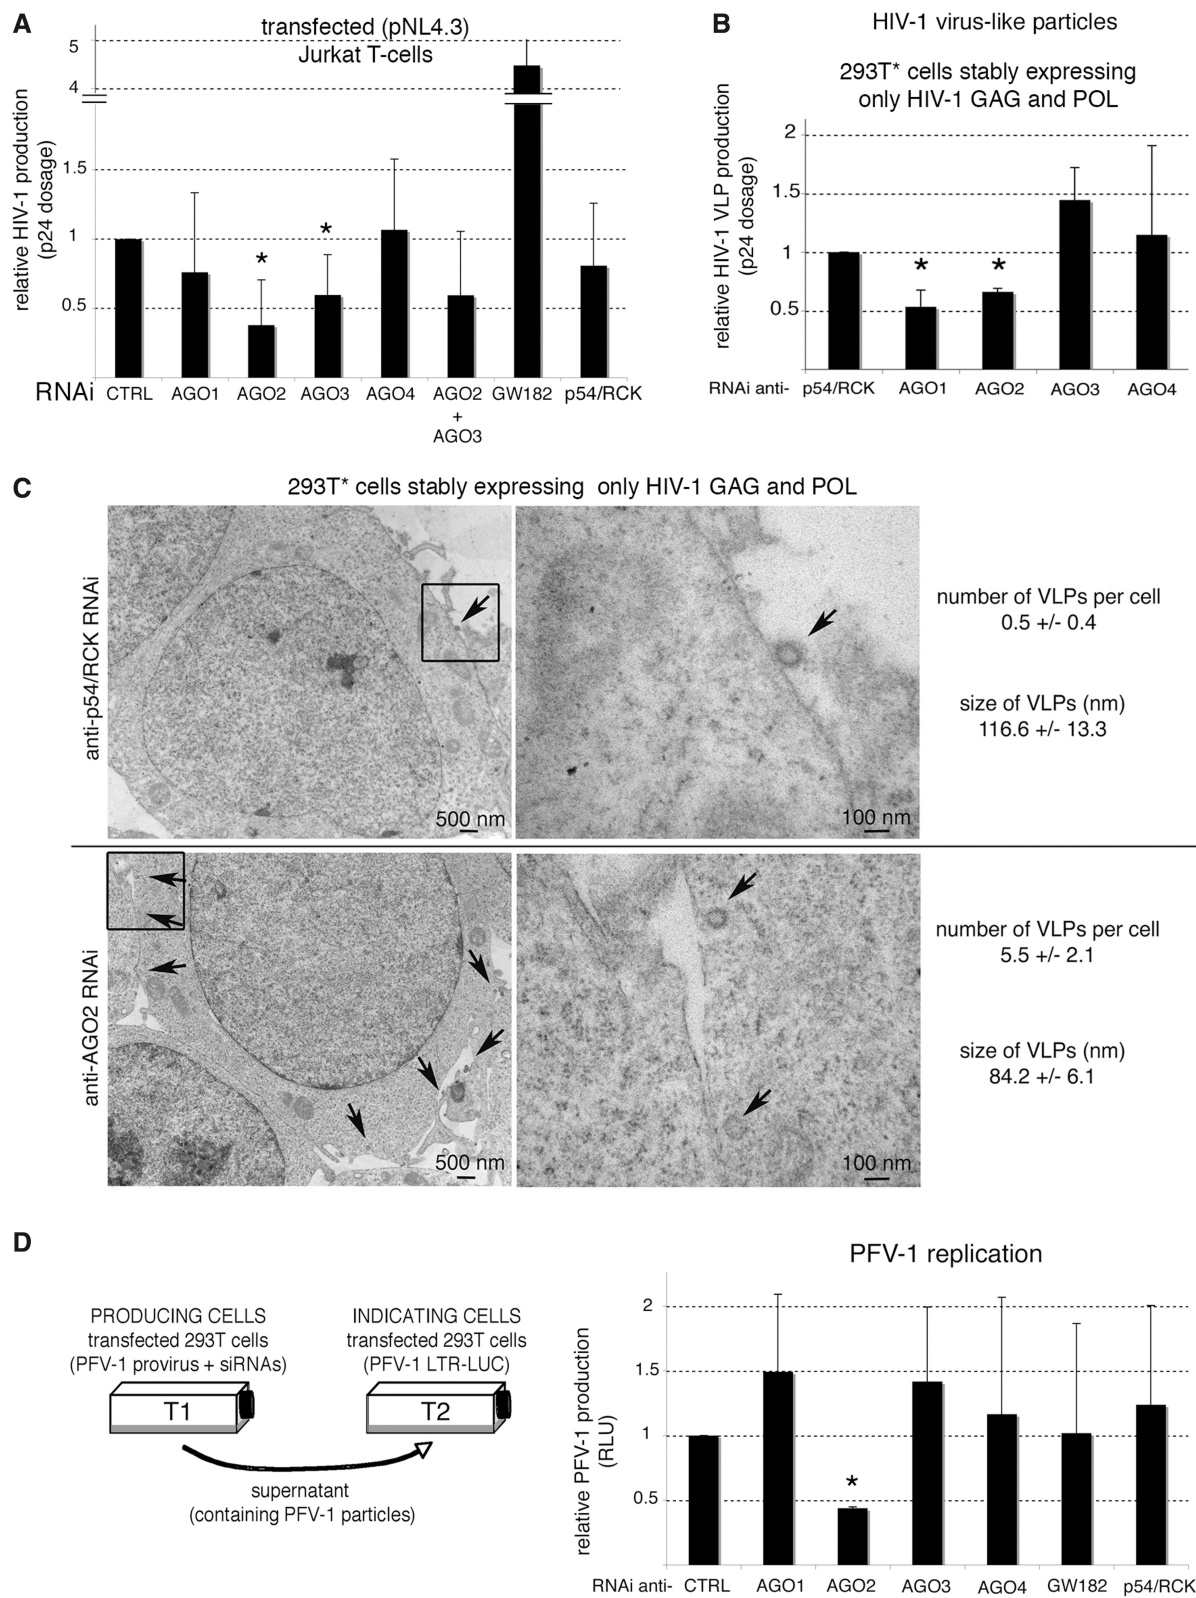 A
transfected (pNL4.3)
Jurkat T-cells
relative HIV-1 production
(p24 dosage)
5
4
1.5
1
0.5
*
*
RNAi
CTRL AGO1 AGO2 AGO3 AGO4 AGO2 GW182 p54/RCK
+
AGO3
B
HIV-1 virus-like particles
293T* cells stably expressing
only HIV-1 GAG and POL
relative HIV-1 VLP production
(p24 dosage)
2
1.5
1
0.5
* *
RNAi anti- p54/RCK AGO1 AGO2 AGO3 AGO4
C
293T* cells stably expressing only HIV-1 GAG and POL
anti-p54/RCK RNAi
500 nm
100 nm
number of VLPs per cell
0.5 +/- 0.4
size of VLPs (nm)
116.6 +/- 13.3
anti-AGO2 RNAi
500 nm
100 nm
number of VLPs per cell
5.5 +/- 2.1
size of VLPs (nm)
84.2 +/- 6.1
D
PRODUCING CELLS
transfected 293T cells
(PFV-1 provirus + siRNAs)
T1
INDICATING CELLS
transfected 293T cells
(PFV-1 LTR-LUC)
T2
supernatant
(containing PFV-1 particles)
PFV-1 replication
relative PFV-1 production
(RLU)
2
1.5
1
0.5
*
RNAi anti- CTRL AGO1 AGO2 AGO3 AGO4 GW182 p54/RCK